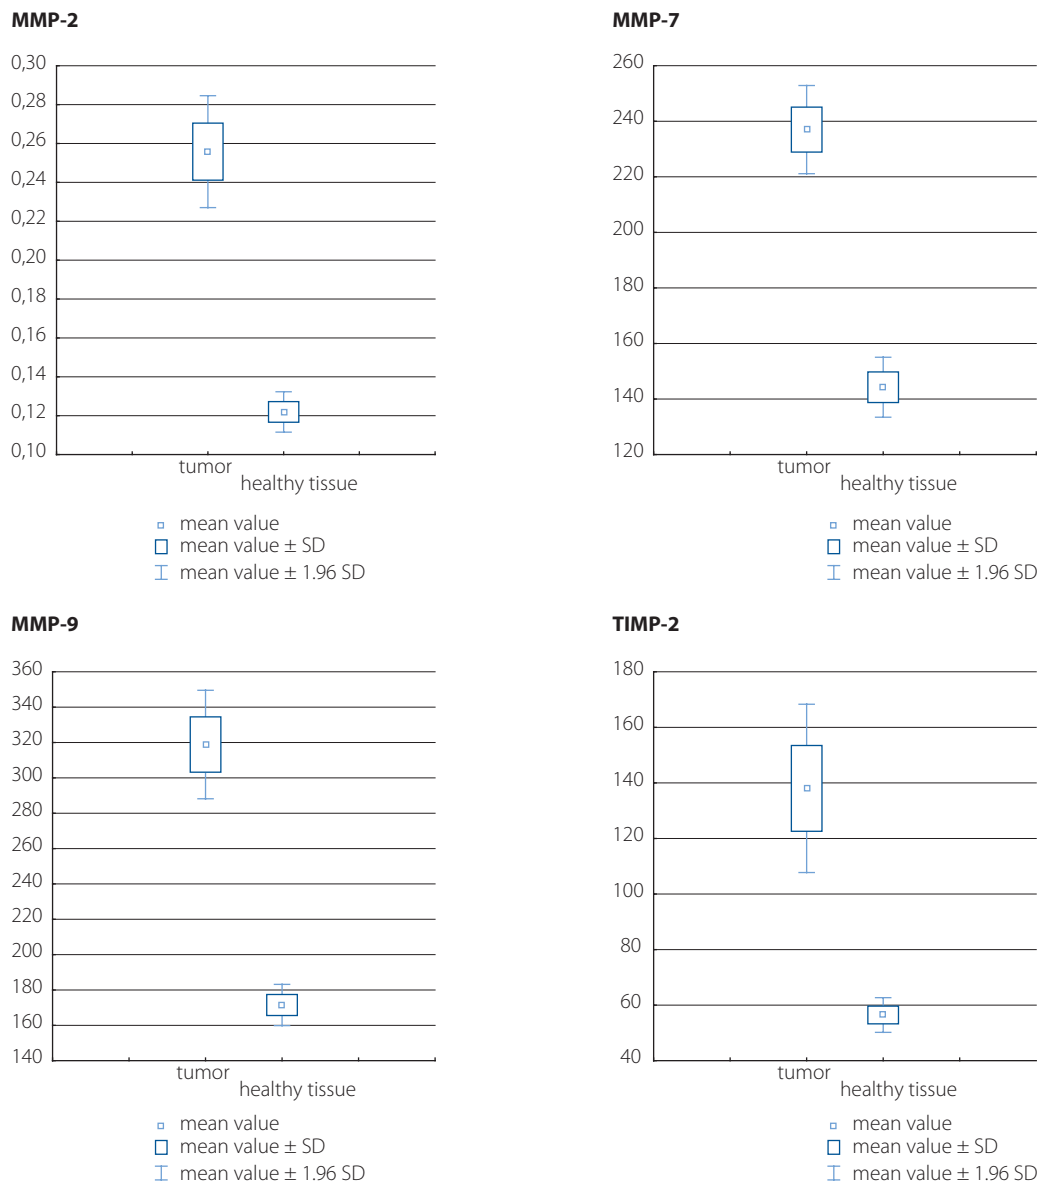 MMP-2
0,30
0,28
0,26
0,24
0,22
0,20
0,18
0,16
0,14
0,12
0,10
tumor
healthy tissue
mean value
mean value ± SD
mean value ± 1.96 SD
MMP-7
260
240
220
200
180
160
140
120
tumor
healthy tissue
mean value
mean value ± SD
mean value ± 1.96 SD
MMP-9
360
340
320
300
280
260
240
220
200
180
160
140
tumor
healthy tissue
mean value
mean value ± SD
mean value ± 1.96 SD
TIMP-2
180
160
140
120
100
80
60
40
tumor
healthy tissue
mean value
mean value ± SD
mean value ± 1.96 SD